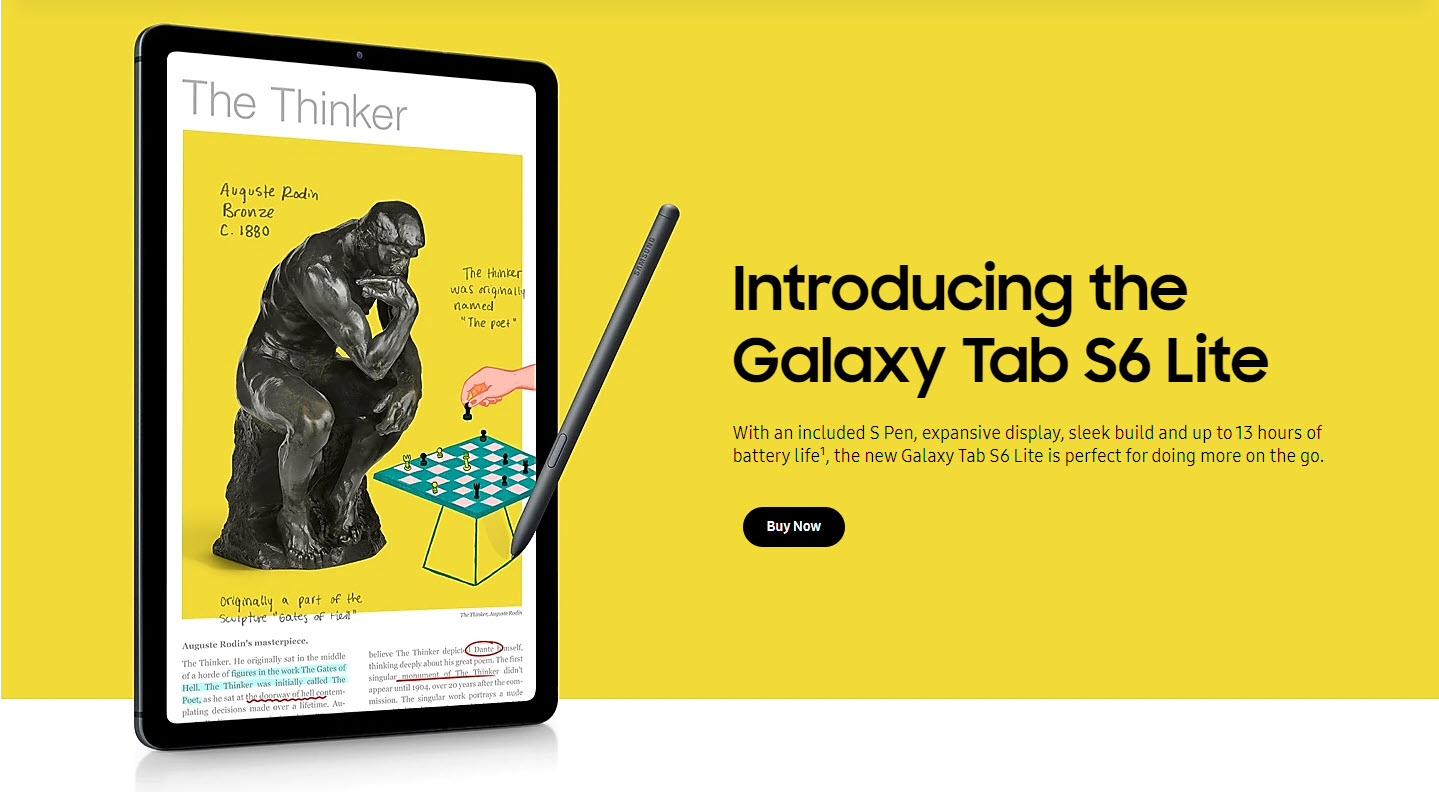 The Thinker
Auguste Rodin
Bronze
C. 1880
The thinker
was originally
named
"The poet"
Originally a part of the
Sculpture "Gates of Hell"
The Thinker, Auguste Rodin
Auguste Rodin's masterpiece.
The Thinker. He originally sat in the middle
of a horde of figures in the work The Gates of
Hell. The Thinker was initially called The
Poet, as he sat at the doorway of hell contem-
plating decisions made over a lifetime. Au-
believe The Thinker depicted Dante himself,
thinking deeply about his great poem. The first
singular monument of The Thinker didn't
appear until 1904, over 20 years after the com-
mission. The singular work portrays a nude
SAMSUNG
Introducing the
Galaxy Tab S6 Lite
With an included S Pen, expansive display, sleek build and up to 13 hours of
battery life¹, the new Galaxy Tab S6 Lite is perfect for doing more on the go.
Buy Now